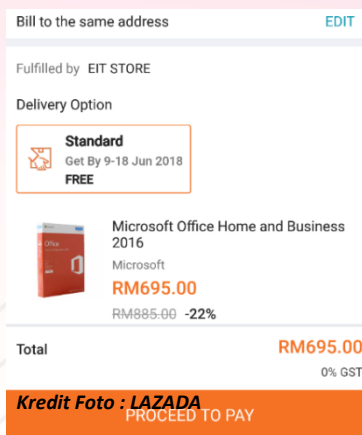 Bill to the same address EDIT
Fulfilled by EIT STORE
Delivery Option
Standard
Get By 9-18 Jun 2018
FREE
Office
Microsoft Office Home and Business
2016
Microsoft
RM695.00
RM885.00 -22%
Total RM695.00
0% GST
Kredit Foto : LAZADA
PROCEED TO PAY